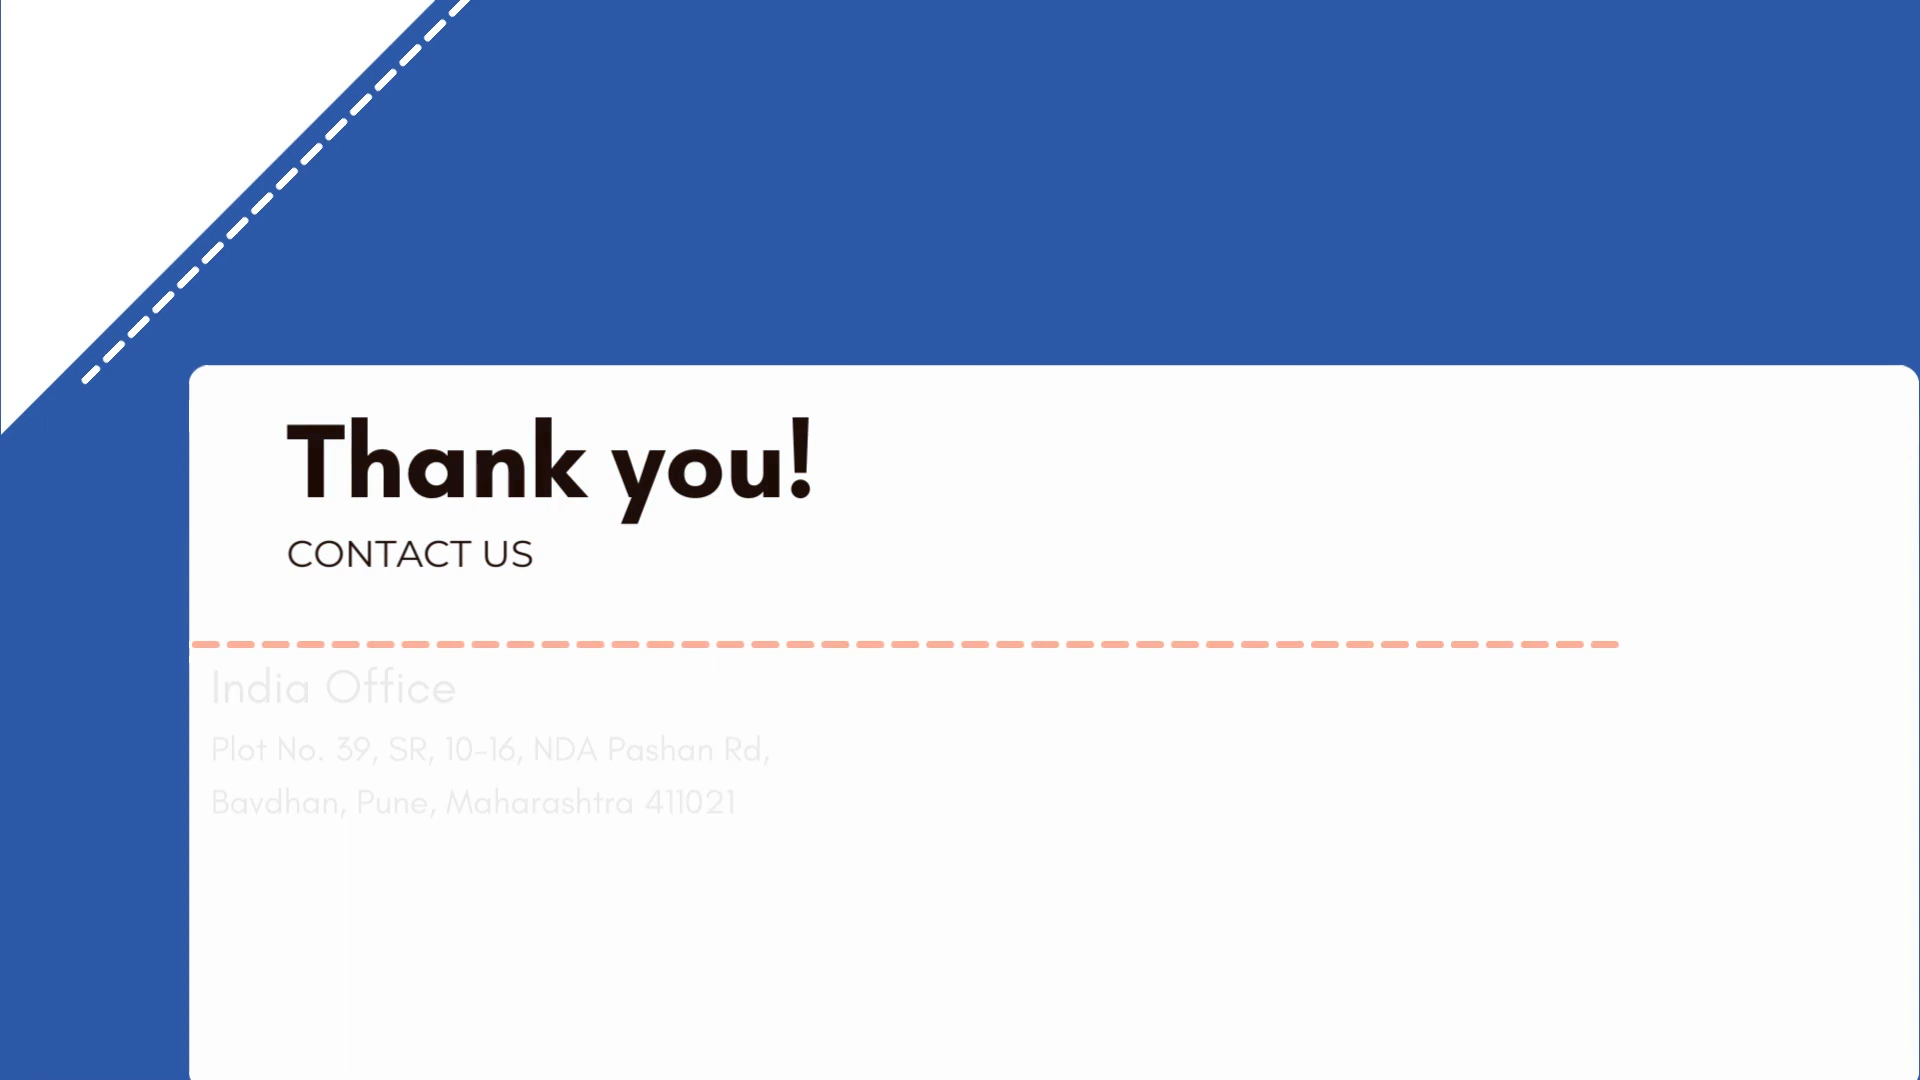 Thank you!
CONTACT US
India Office
Plot No. 39, SR, 10-16, NDA Pashan Rd,
Bavdhan, Pune, Maharashtra 411021